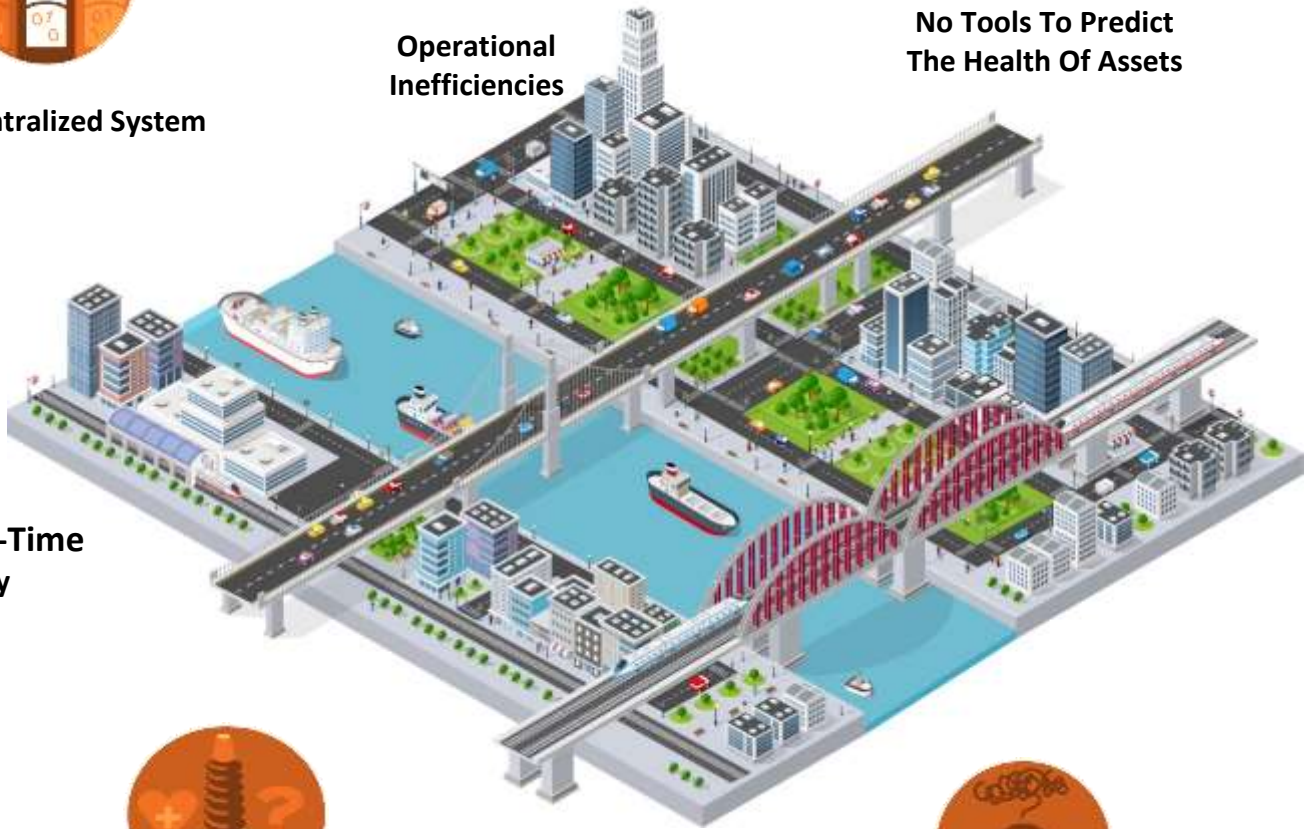 No Tools To Predict
The Health Of Assets
Operational
Inefficiencies
ntralized System
-Time
y